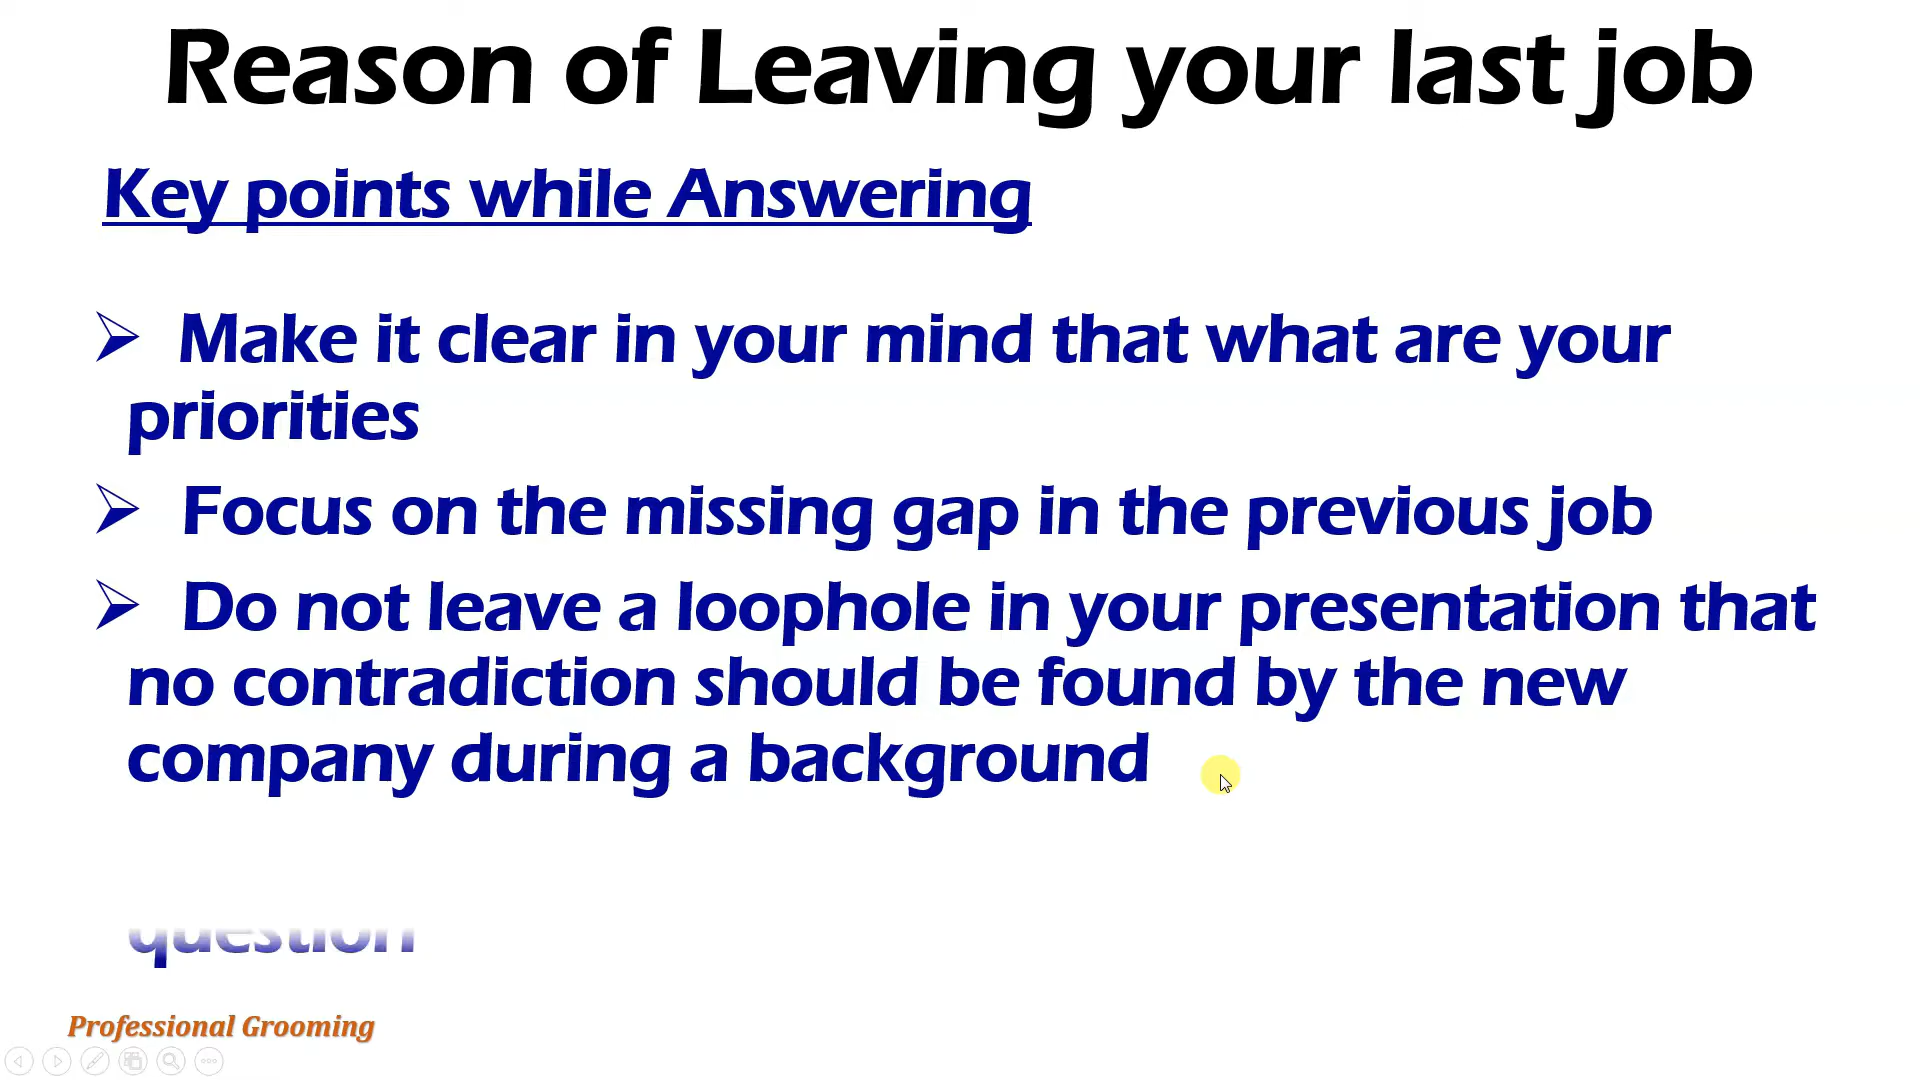 Reason of Leaving your last job
Key points while Answering
Make it clear in your mind that what are your
priorities
Focus on the missing gap in the previous job
Do not leave a loophole in your presentation that
no contradiction should be found by the new
company during a background
question
Professional Grooming